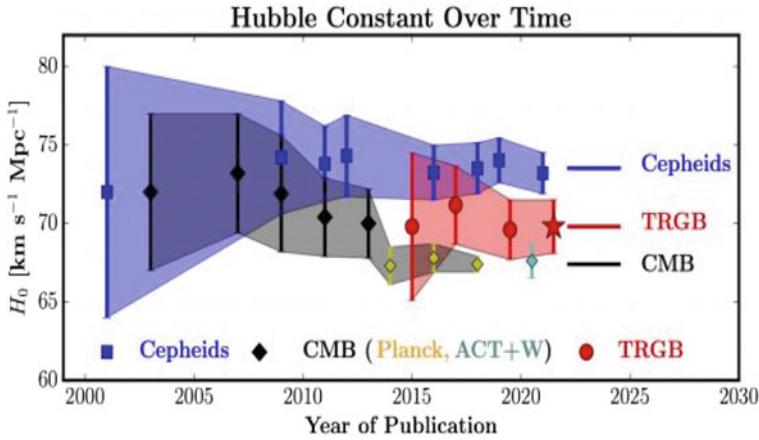 Hubble Constant Over Time
80
75
70
65
60
H₀ [km s⁻¹ Mpc⁻¹]
Cepheids
TRGB
CMB
Cepheids CMB (Planck, ACT+W) TRGB
2000 2005 2010 2015 2020 2025 2030
Year of Publication